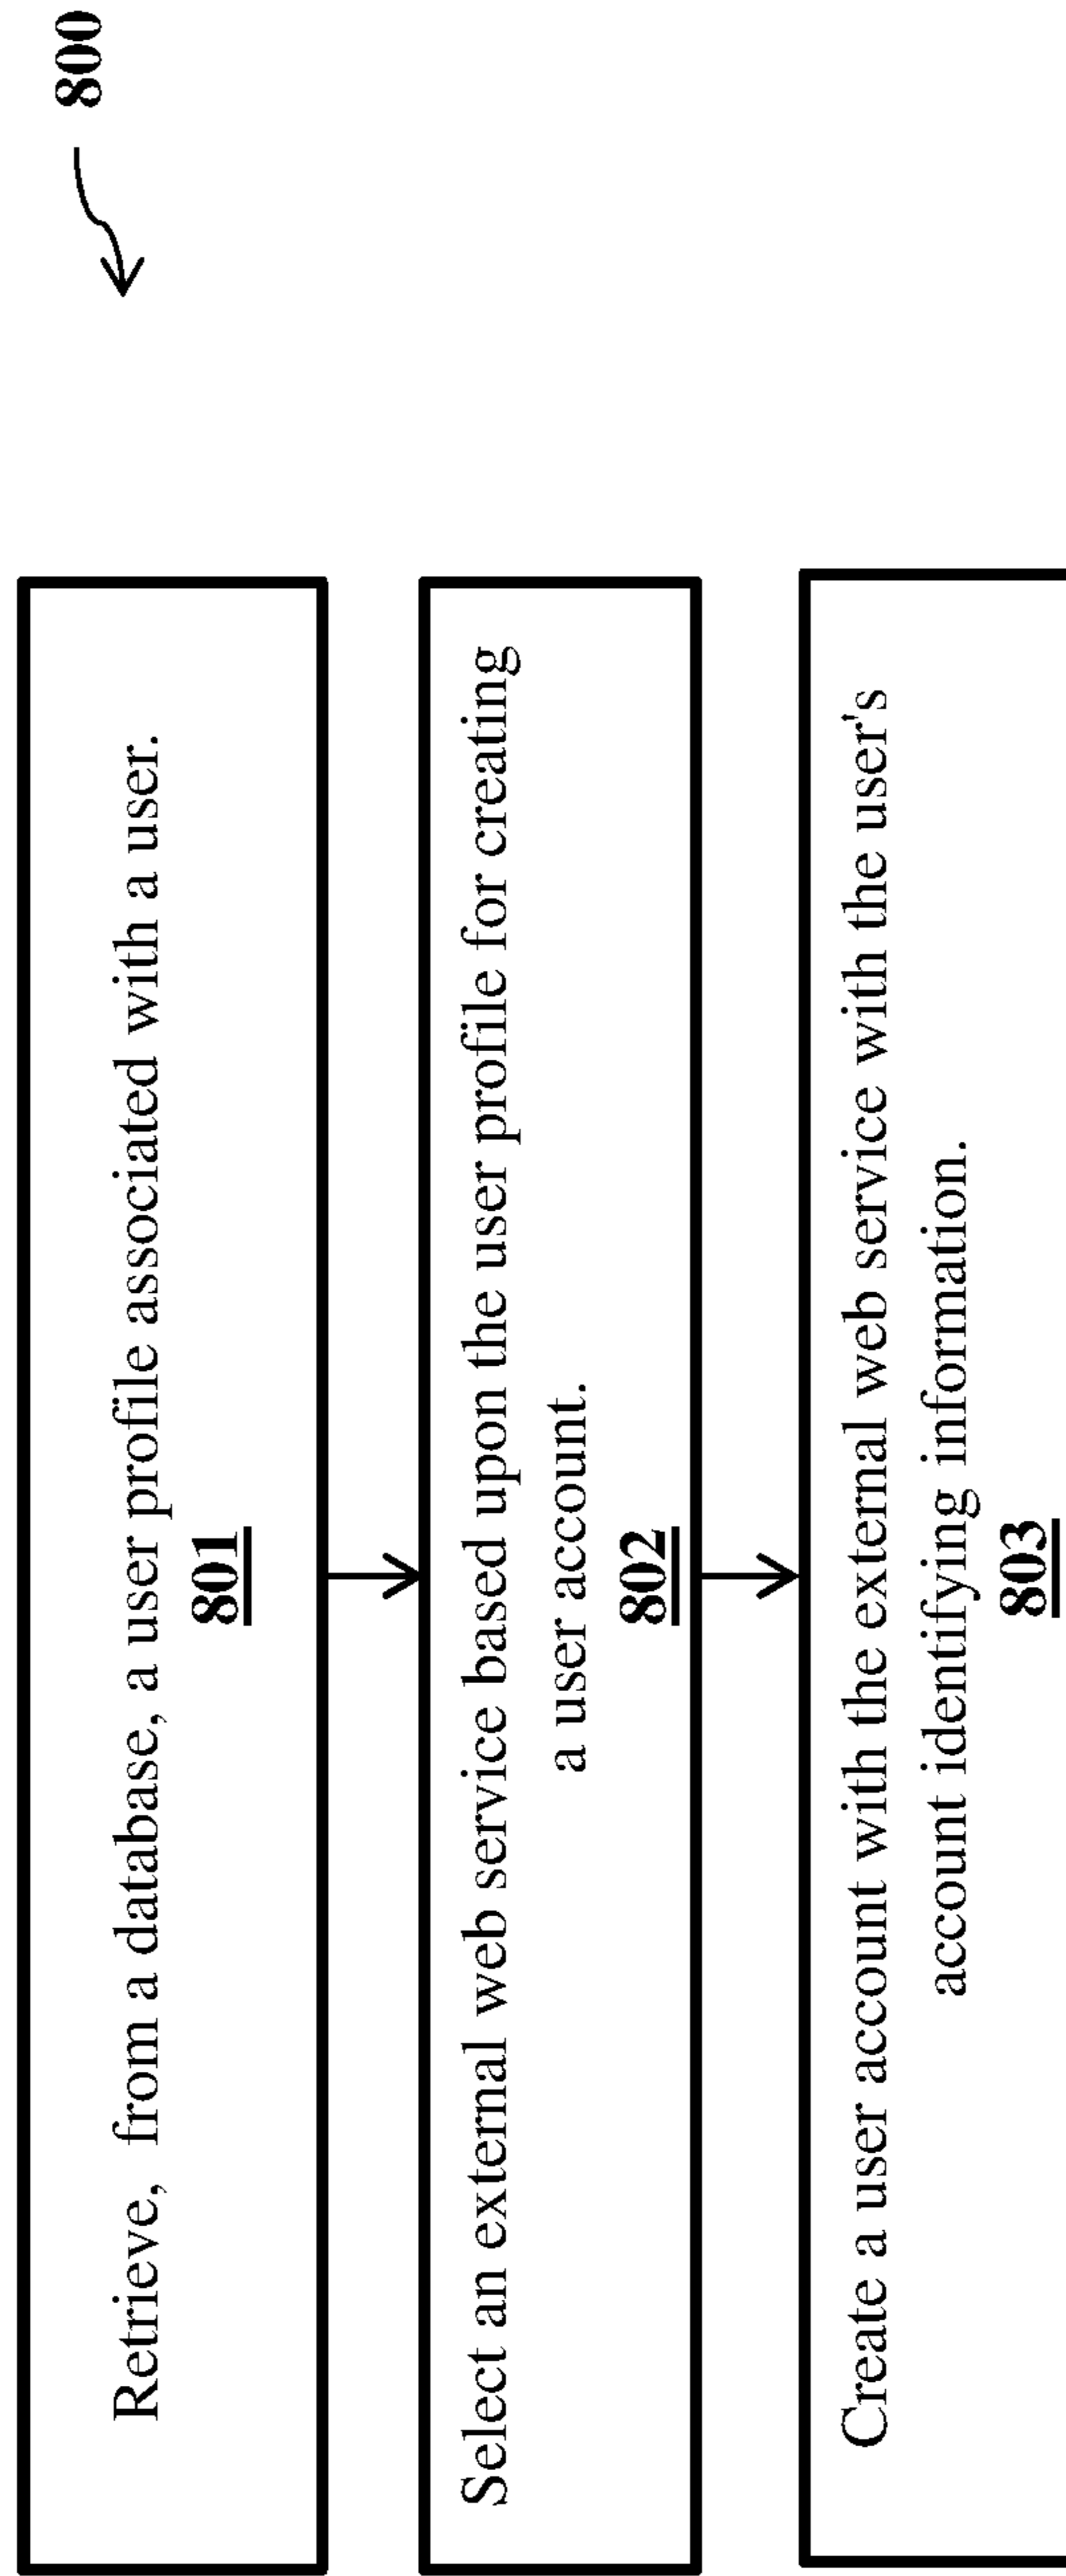 800
Retrieve, from a database, a user profile associated with a user.
801
Select an external web service based upon the user profile for creating
a user account.
802
Create a user account with the external web service with the user's
account identifying information.
803